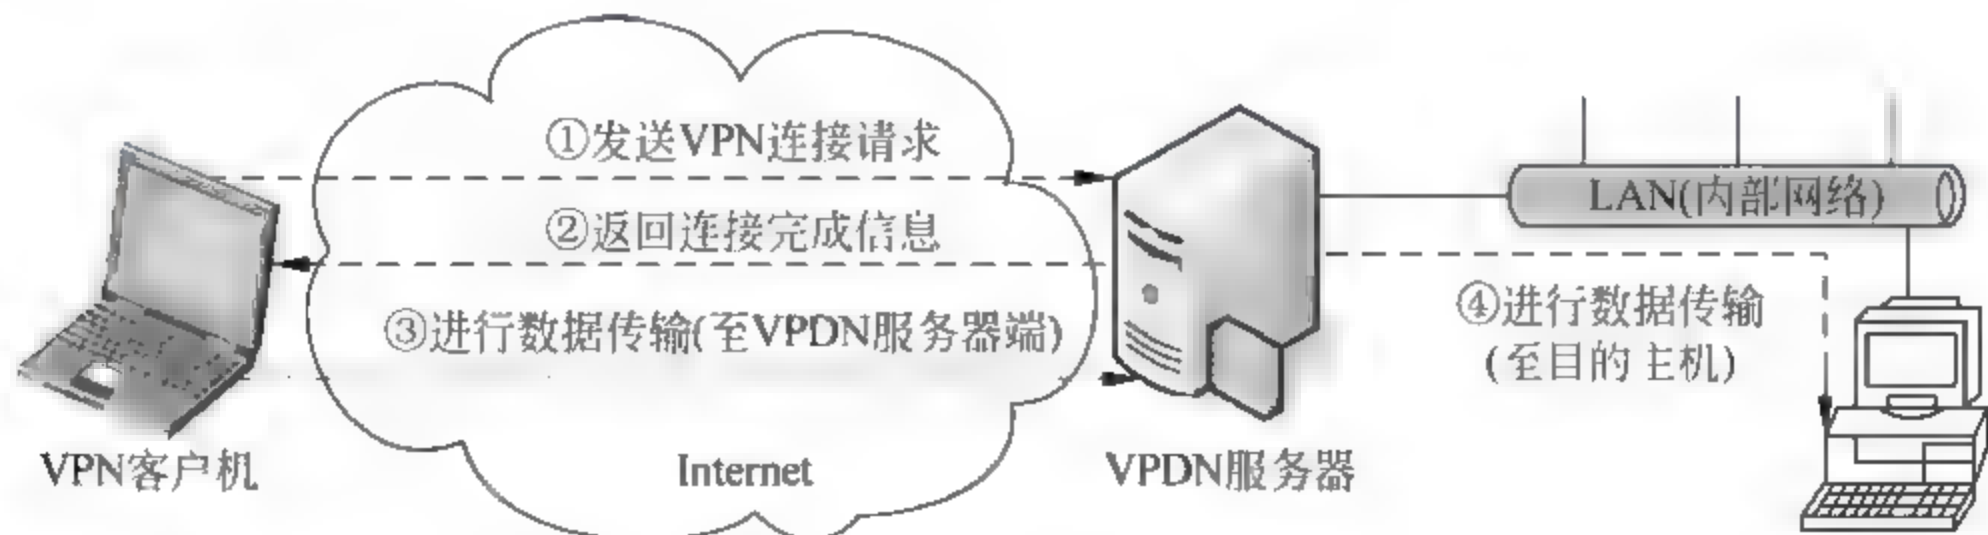 ①发送VPN连接请求
②返回连接完成信息
③进行数据传输(至VPDN服务器端)
LAN(内部网络)
④进行数据传输
(至目的主机)
VPN客户机
Internet
VPDN服务器